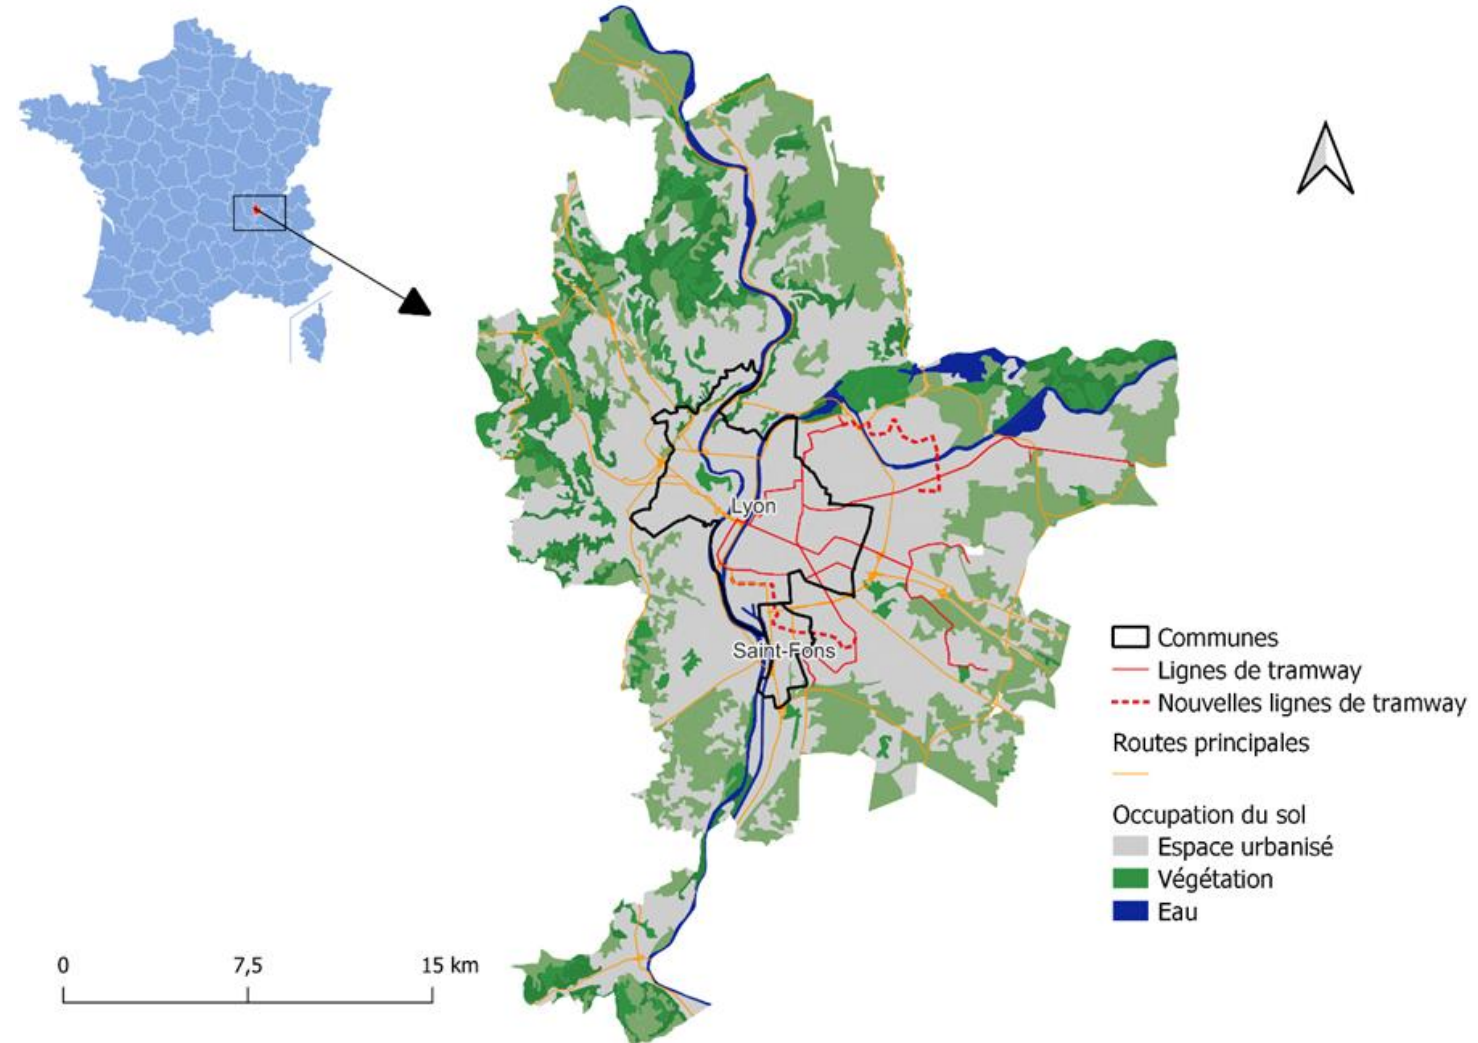 Lyon
Saint-Fons
Communes
Lignes de tramway
Nouvelles lignes de tramway
Routes principales
Occupation du sol
Espace urbanisé
Végétation
Eau
0 7,5 15 km